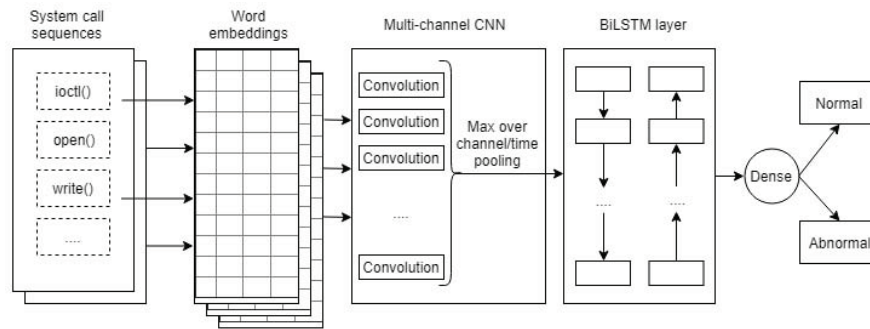 System call
sequences
ioctl()
open()
write()
....
Word
embeddings
Multi-channel CNN
Convolution
Convolution
Convolution
....
Convolution
Max over
channel/time
pooling
BiLSTM layer
....
....
Dense
Normal
Abnormal